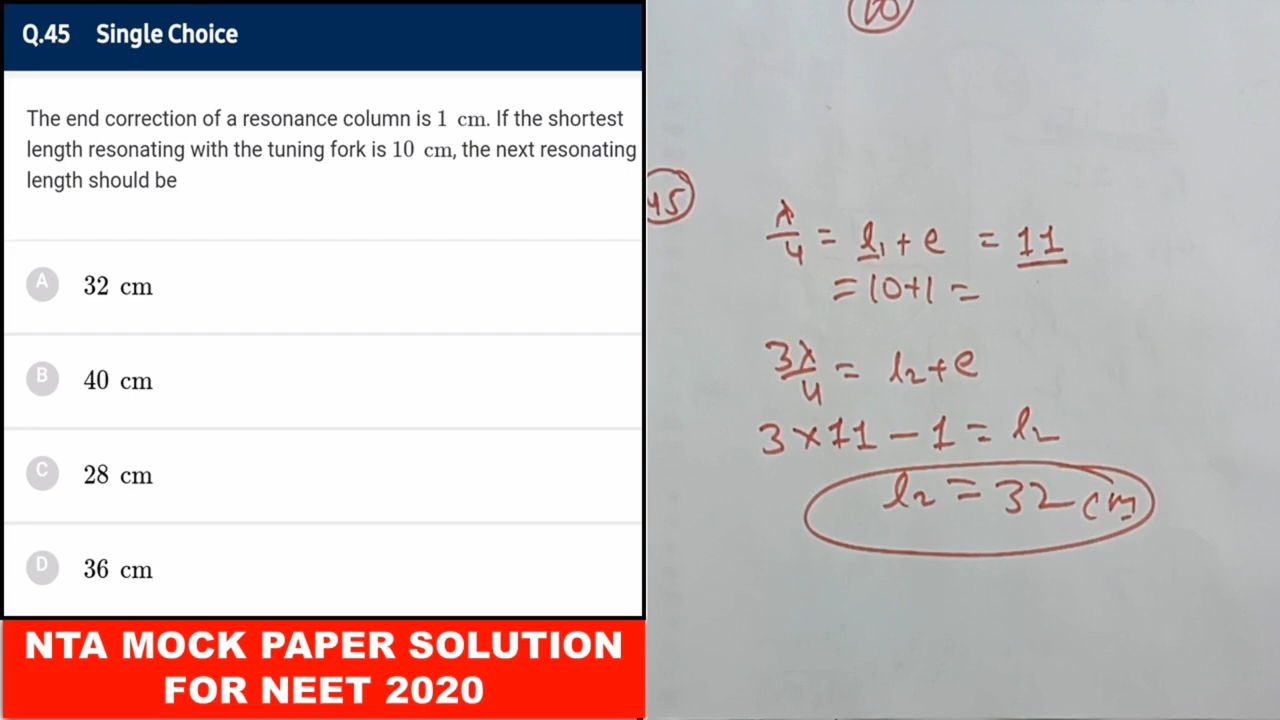 Q.45 Single Choice
The end correction of a resonance column is 1 cm. If the shortest
length resonating with the tuning fork is 10 cm, the next resonating
length should be
A 32 cm
B 40 cm
C 28 cm
D 36 cm
NTA MOCK PAPER SOLUTION
FOR NEET 2020
45
λ/4 = l₁ + e = 11
= 10+1 =
3λ/4 = l₂+e
3×11 − 1 = l₂
l₂ = 32 cm